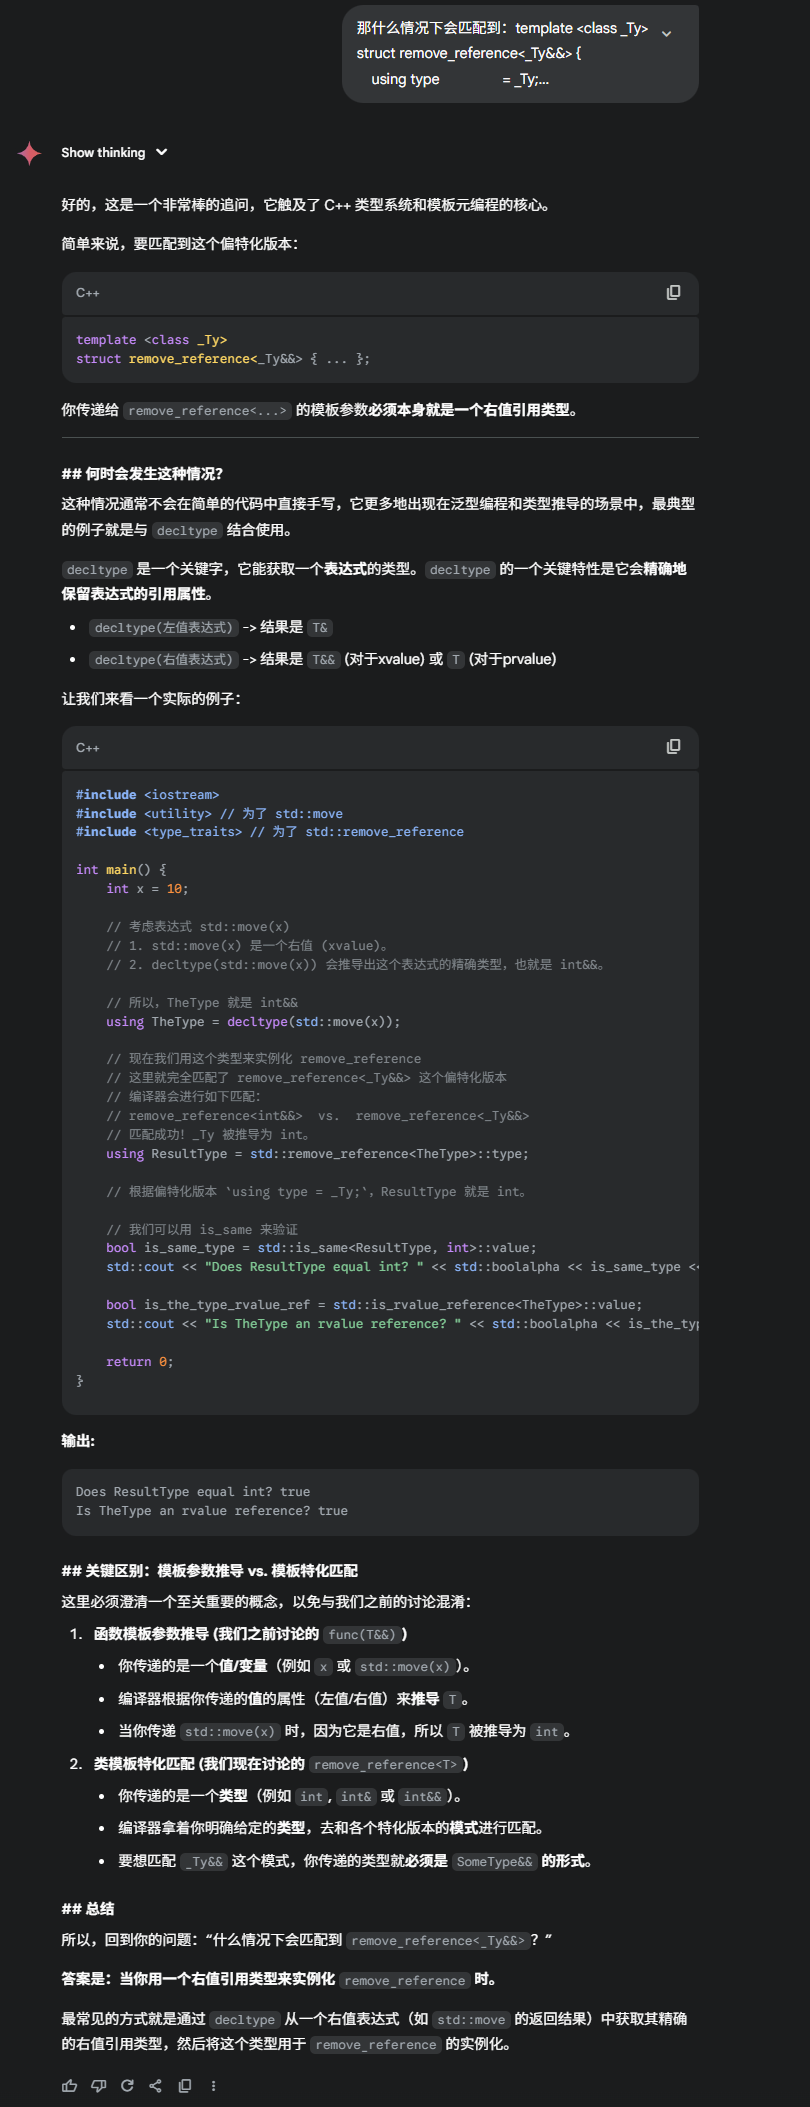 那什么情况下会匹配到：template <class _Ty>
struct remove_reference<_Ty&&> {
    using type                 = _Ty;...
Show thinking
好的，这是一个非常棒的追问，它触及了 C++ 类型系统和模板元编程的核心。
简单来说，要匹配到这个偏特化版本：
C++
template <class _Ty>
struct remove_reference<_Ty&&> { ... };
你传递给 remove_reference<...> 的模板参数必须本身就是一个右值引用类型。
## 何时会发生这种情况？
这种情况通常不会在简单的代码中直接手写，它更多地出现在泛型编程和类型推导的场景中，最典型
的例子就是与 decltype 结合使用。
decltype 是一个关键字，它能获取一个表达式的类型。decltype 的一个关键特性是它会精确地
保留表达式的引用属性。
• decltype(左值表达式) -> 结果是 T&
• decltype(右值表达式) -> 结果是 T&& (对于xvalue) 或 T (对于prvalue)
让我们来看一个实际的例子：
C++
#include <iostream>
#include <utility> // 为了 std::move
#include <type_traits> // 为了 std::remove_reference
int main() {
    int x = 10;
    // 考虑表达式 std::move(x)
    // 1. std::move(x) 是一个右值 (xvalue)。
    // 2. decltype(std::move(x)) 会推导出这个表达式的精确类型，也就是 int&&。
    // 所以，TheType 就是 int&&
    using TheType = decltype(std::move(x));
    // 现在我们用这个类型来实例化 remove_reference
    // 这里就完全匹配了 remove_reference<_Ty&&> 这个偏特化版本
    // 编译器会进行如下匹配：
    // remove_reference<int&&>  vs.  remove_reference<_Ty&&>
    // 匹配成功！_Ty 被推导为 int。
    using ResultType = std::remove_reference<TheType>::type;
    // 根据偏特化版本 `using type = _Ty;`，ResultType 就是 int。
    // 我们可以用 is_same 来验证
    bool is_same_type = std::is_same<ResultType, int>::value;
    std::cout << "Does ResultType equal int? " << std::boolalpha << is_same_type <<
    bool is_the_type_rvalue_ref = std::is_rvalue_reference<TheType>::value;
    std::cout << "Is TheType an rvalue reference? " << std::boolalpha << is_the_typ
    return 0;
}
输出:
Does ResultType equal int? true
Is TheType an rvalue reference? true
## 关键区别：模板参数推导 vs. 模板特化匹配
这里必须澄清一个至关重要的概念，以免与我们之前的讨论混淆：
1. 函数模板参数推导 (我们之前讨论的 func(T&&) )
• 你传递的是一个值/变量（例如 x 或 std::move(x)）。
• 编译器根据你传递的值的属性（左值/右值）来推导 T。
• 当你传递 std::move(x) 时，因为它是右值，所以 T 被推导为 int。
2. 类模板特化匹配 (我们现在讨论的 remove_reference<T> )
• 你传递的是一个类型（例如 int, int& 或 int&&）。
• 编译器拿着你明确给定的类型，去和各个特化版本的模式进行匹配。
• 要想匹配 _Ty&& 这个模式，你传递的类型就必须是 SomeType&& 的形式。
## 总结
所以，回到你的问题：“什么情况下会匹配到 remove_reference<_Ty&&>？”
答案是：当你用一个右值引用类型来实例化 remove_reference 时。
最常见的方式就是通过 decltype 从一个右值表达式（如 std::move 的返回结果）中获取其精确
的右值引用类型，然后将这个类型用于 remove_reference 的实例化。